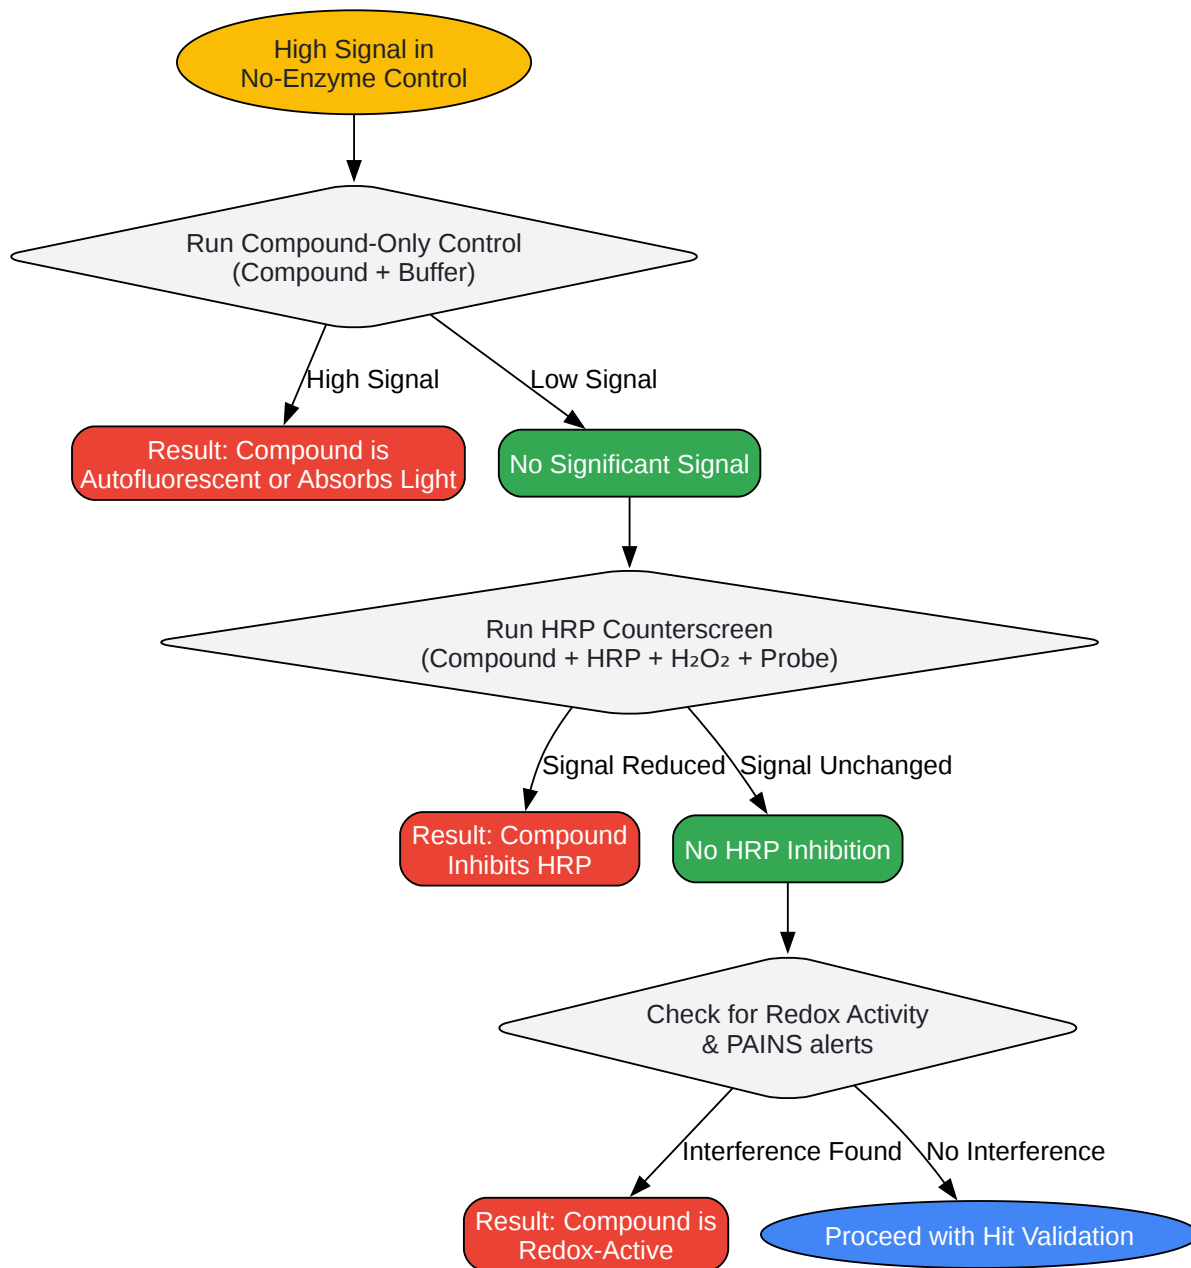 High Signal in
No-Enzyme Control
Run Compound-Only Control
(Compound + Buffer)
High Signal
Low Signal
Result: Compound is
Autofluorescent or Absorbs Light
No Significant Signal
Run HRP Counterscreen
(Compound + HRP + H₂O₂ + Probe)
Signal Reduced
Signal Unchanged
Result: Compound
Inhibits HRP
No HRP Inhibition
Check for Redox Activity
& PAINS alerts
Interference Found
No Interference
Result: Compound is
Redox-Active
Proceed with Hit Validation